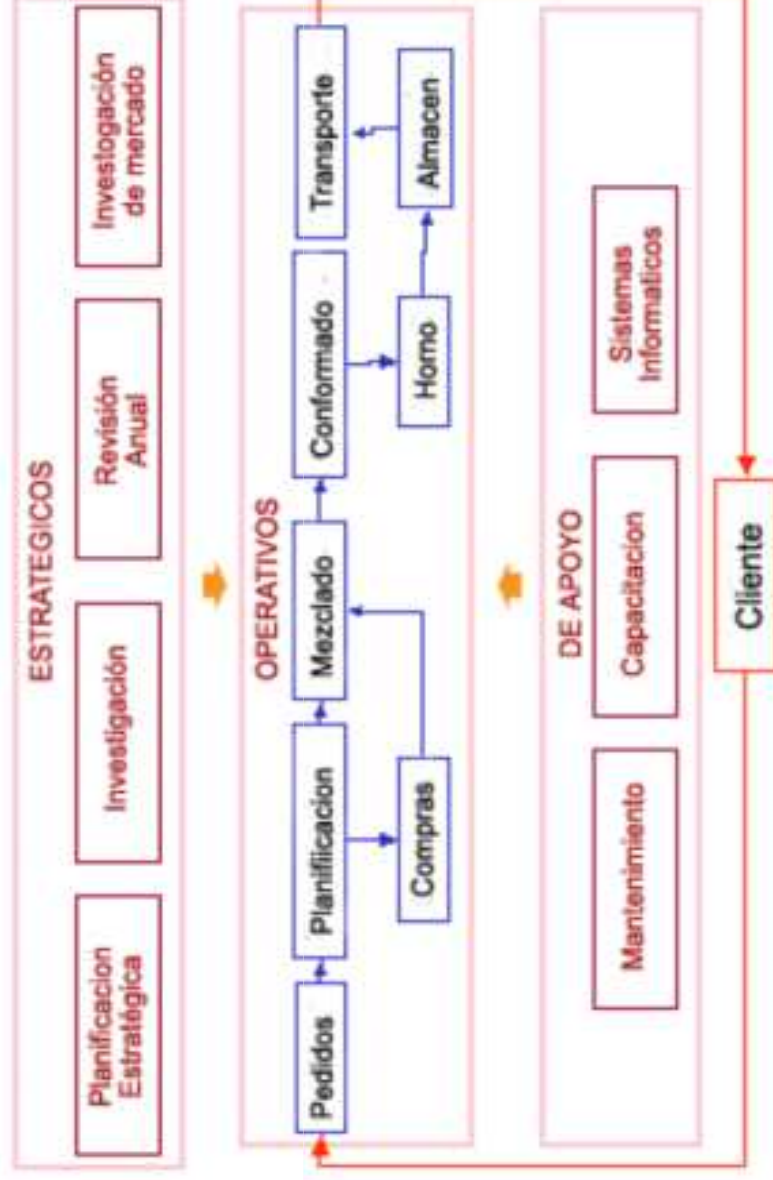 ESTRATEGICOS
Planificacion
Estratégica
Investigación
Revisión
Anual
Investogación
de mercado
OPERATIVOS
Pedidos
Planifiicacion
Mezclado
Conformado
Transporte
Compras
Horno
Almacen
DE APOYO
Mantenimiento
Capacitacion
Sistemas
Informaticos
Cliente